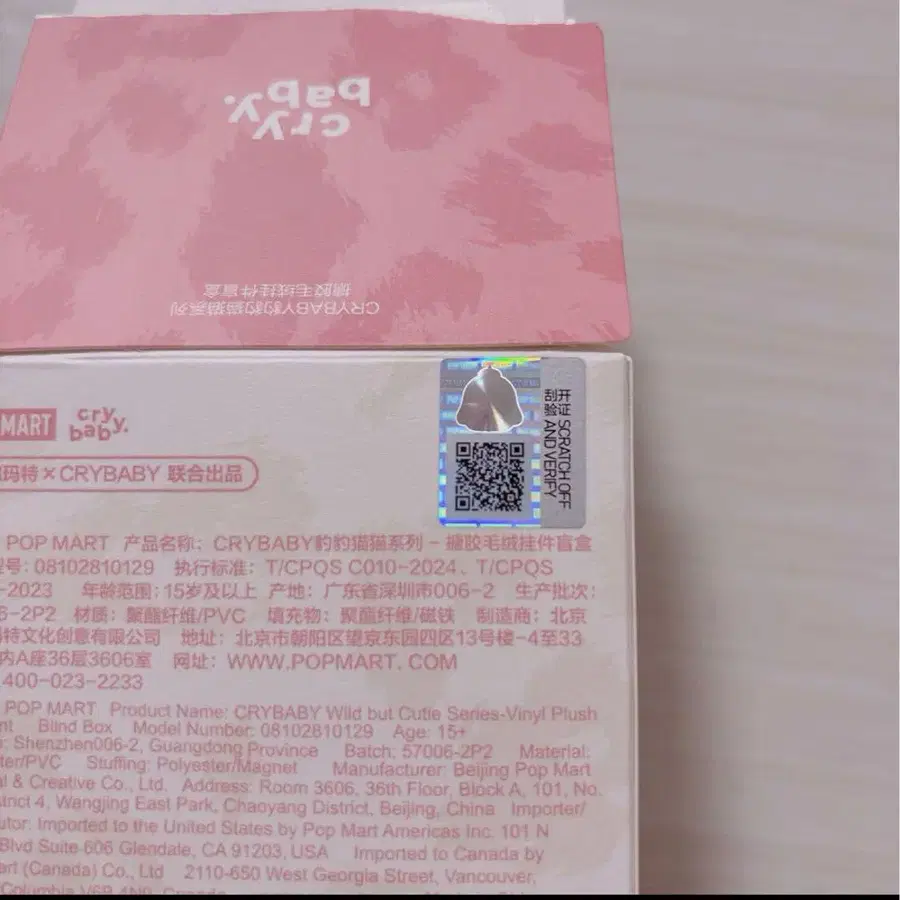 cry
baby.
CRYBABY豹豹猫猫系列
搪胶毛绒挂件盲盒
MART cry
baby.
玛特×CRYBABY 联合出品
刮开
验证 SCRATCH OFF
AND VERIFY
POP MART 产品名称：CRYBABY豹豹猫猫系列－搪胶毛绒挂件盲盒
号：08102810129 执行标准：T/CPQS C010-2024、T/CPQS
-2023 年龄范围：15岁及以上 产地：广东省深圳市006-2 生产批次：
6-2P2 材质：聚酯纤维/PVC 填充物：聚酯纤维/磁铁 制造商：北京
特文化创意有限公司 地址：北京市朝阳区望京东园四区13号楼-4至33
内A座36层3606室 网址：WWW.POPMART.COM
400-023-2233
POP MART Product Name: CRYBABY Wild but Cutie Series-Vinyl Plush
nt Blind Box Model Number: 08102810129 Age: 15+
: Shenzhen006-2, Guangdong Province Batch: 57006-2P2 Material:
ter/PVC Stuffing: Polyester/Magnet Manufacturer: Beijing Pop Mart
al & Creative Co., Ltd. Address: Room 3606, 36th Floor, Block A, 101, No.
strict 4, Wangjing East Park, Chaoyang District, Beijing, China Importer/
utor: Imported to the United States by Pop Mart Americas Inc. 101 N
Blvd Suite 606 Glendale, CA 91203, USA Imported to Canada by
art (Canada) Co., Ltd 2110-650 West Georgia Street, Vancouver,
Columbia V6B 4N9, Canada